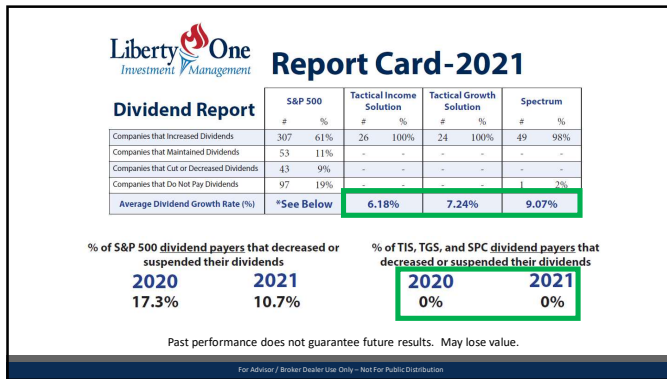 Liberty One
Investment Management
Report Card-2021
Dividend Report
S&P 500 Tactical Income Solution Tactical Growth Solution Spectrum
# % # % # % # %
Companies that Increased Dividends 307 61% 26 100% 24 100% 49 98%
Companies that Maintained Dividends 53 11% - - - - - -
Companies that Cut or Decreased Dividends 43 9% - - - - - -
Companies that Do Not Pay Dividends 97 19% - - - - 1 2%
Average Dividend Growth Rate (%) *See Below 6.18% 7.24% 9.07%
% of S&P 500 dividend payers that decreased or
suspended their dividends
2020 2021
17.3% 10.7%
% of TIS, TGS, and SPC dividend payers that
decreased or suspended their dividends
2020 2021
0% 0%
Past performance does not guarantee future results. May lose value.
For Advisor / Broker Dealer Use Only – Not For Public Distribution